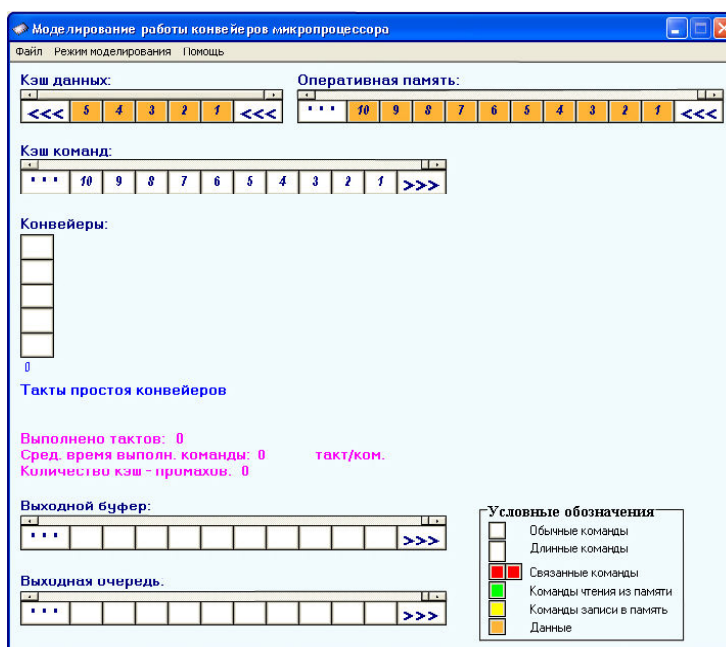 Моделирование работы конвейеров микропроцессора
Файл Режим моделирования Помощь
Кэш данных: Оперативная память:
<<< 5 4 3 2 1 <<< ... 10 9 8 7 6 5 4 3 2 1 <<<
Кэш команд:
... 10 9 8 7 6 5 4 3 2 1 >>>
Конвейеры:
0
Такты простоя конвейеров
Выполнено тактов: 0
Сред. время выполн. команды: 0 такт/ком.
Количество кэш - промахов: 0
Выходной буфер:
... >>>
Выходная очередь:
... >>>
Условные обозначения
Обычные команды
Длинные команды
Связанные команды
Команды чтения из памяти
Команды записи в память
Данные